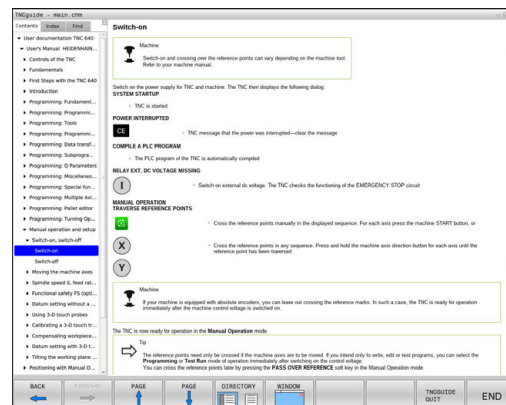 TNCguide - main.chm
Contents Index Find
User documentation TNC 640
User's Manual HEIDENHAIN...
Controls of the TNC
Fundamentals
First Steps with the TNC 640
Introduction
Programming: Fundament...
Programming: Programmi...
Programming: Tools
Programming: Programmi...
Programming: Data transf...
Programming: Subprogra...
Programming: Q Parameters
Programming: Miscellaneo...
Programming: Special fun...
Programming: Multiple Axi...
Programming: Pallet editor
Programming: Turning Op...
Manual operation and setup
Switch-on, switch-off
Switch-on
Switch-off
Moving the machine axes
Spindle speed S, feed rat...
Functional safety FS (opti...
Datum setting without a ...
Using 3-D touch probes
Calibrating a 3-D touch tr...
Compensating workpiece...
Datum setting with 3-D t...
Tilting the working plane ...
Positioning with Manual D...
Switch-on
Machine
Switch-on and crossing over the reference points can vary depending on the machine tool.
Refer to your machine manual.
Switch on the power supply for TNC and machine. The TNC then displays the following dialog:
SYSTEM STARTUP
TNC is started
POWER INTERRUPTED
CE
TNC message that the power was interrupted—clear the message
COMPILE A PLC PROGRAM
The PLC program of the TNC is automatically compiled
RELAY EXT. DC VOLTAGE MISSING
I
Switch on external dc voltage. The TNC checks the functioning of the EMERGENCY STOP circuit
MANUAL OPERATION
TRAVERSE REFERENCE POINTS
Cross the reference points manually in the displayed sequence: For each axis press the machine START button, or
X
Cross the reference points in any sequence: Press and hold the machine axis direction button for each axis until the
reference point has been traversed
Y
Machine
If your machine is equipped with absolute encoders, you can leave out crossing the reference marks. In such a case, the TNC is ready for operation
immediately after the machine control voltage is switched on.
The TNC is now ready for operation in the Manual Operation mode.
Tip
The reference points need only be crossed if the machine axes are to be moved. If you intend only to write, edit or test programs, you can select the
Programming or Test Run mode of operation immediately after switching on the control voltage.
You can cross the reference points later by pressing the PASS OVER REFERENCE soft key in the Manual Operation mode.
BACK
FORWARD
PAGE
PAGE
DIRECTORY
WINDOW
TNCGUIDE
QUIT
END